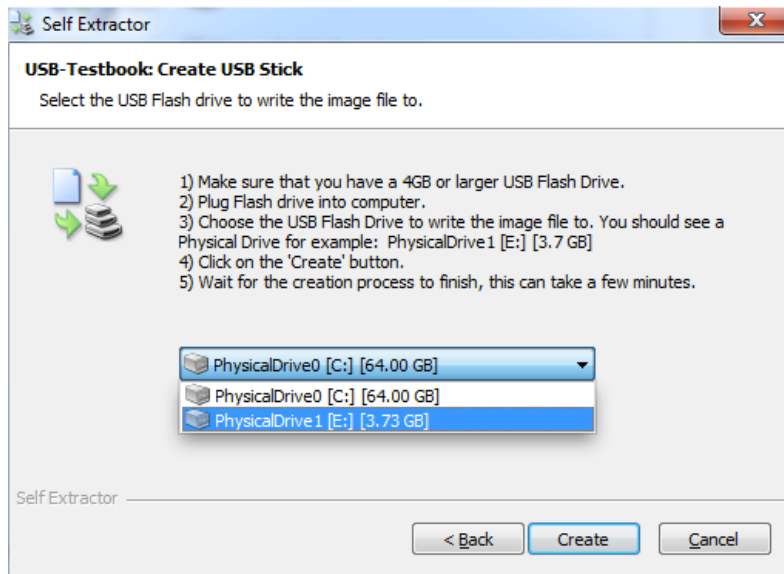 Self Extractor
USB-Testbook: Create USB Stick
Select the USB Flash drive to write the image file to.
1) Make sure that you have a 4GB or larger USB Flash Drive.
2) Plug Flash drive into computer.
3) Choose the USB Flash Drive to write the image file to. You should see a
Physical Drive for example:  PhysicalDrive1 [E:] [3.7 GB]
4) Click on the 'Create' button.
5) Wait for the creation process to finish, this can take a few minutes.
PhysicalDrive0 [C:] [64.00 GB]
PhysicalDrive0 [C:] [64.00 GB]
PhysicalDrive1 [E:] [3.73 GB]
Self Extractor
< Back
Create
Cancel